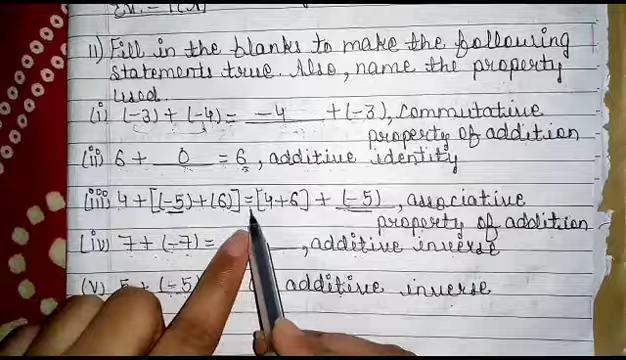 11) Fill in the blanks to make the following
statements true. Also, name the property
used.
(i) (-3) + (-4) = -4 + (-3), Commutative
property of addition
(ii) 6 + 0 = 6, additive identity
(iii) 4 + [(-5) + (6)] = [4+6] + (-5), associative
property of addition
(iv) 7 + (-7) = , additive inverse
(v) 5 + (-5 additive inverse